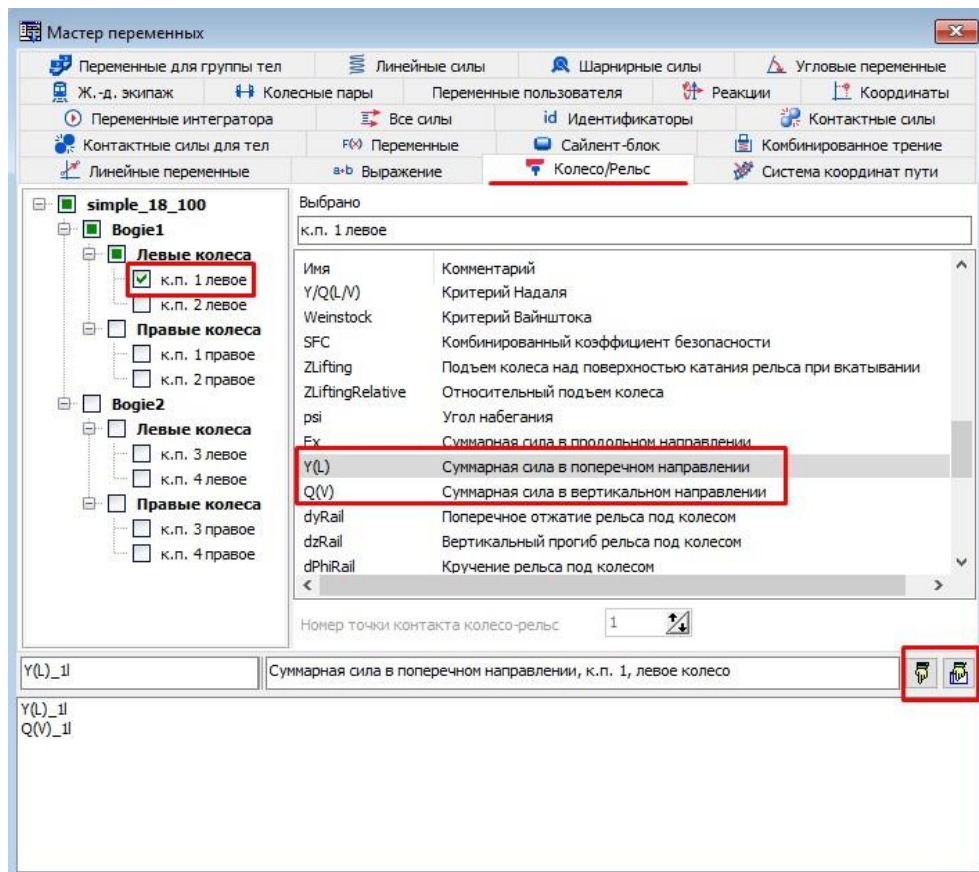 Мастер переменных
Переменные для группы тел Линейные силы Шарнирные силы Угловые переменные
Ж.-д. экипаж Колесные пары Переменные пользователя Реакции Координаты
Переменные интегратора Все силы id Идентификаторы Контактные силы
Контактные силы для тел F(x) Переменные Сайлент-блок Комбинированное трение
Линейные переменные a+b Выражение Колесо/Рельс Система координат пути
simple_18_100
Bogie1
Левые колеса
к.п. 1 левое
к.п. 2 левое
Правые колеса
к.п. 1 правое
к.п. 2 правое
Bogie2
Левые колеса
к.п. 3 левое
к.п. 4 левое
Правые колеса
к.п. 3 правое
к.п. 4 правое
Выбрано
к.п. 1 левое
Имя Комментарий
Y/Q(L/V) Критерий Надаля
Weinstock Критерий Вайнштока
SFC Комбинированный коэффициент безопасности
ZLifting Подъем колеса над поверхностью катания рельса при вкатывании
ZLiftingRelative Относительный подъем колеса
psi Угол набегания
Fx Суммарная сила в продольном направлении
Y(L) Суммарная сила в поперечном направлении
Q(V) Суммарная сила в вертикальном направлении
dyRail Поперечное отжатие рельса под колесом
dzRail Вертикальный прогиб рельса под колесом
dPhiRail Кручение рельса под колесом
Номер точки контакта колесо-рельс 1
Y(L)_1l Суммарная сила в поперечном направлении, к.п. 1, левое колесо
Y(L)_1l
Q(V)_1l